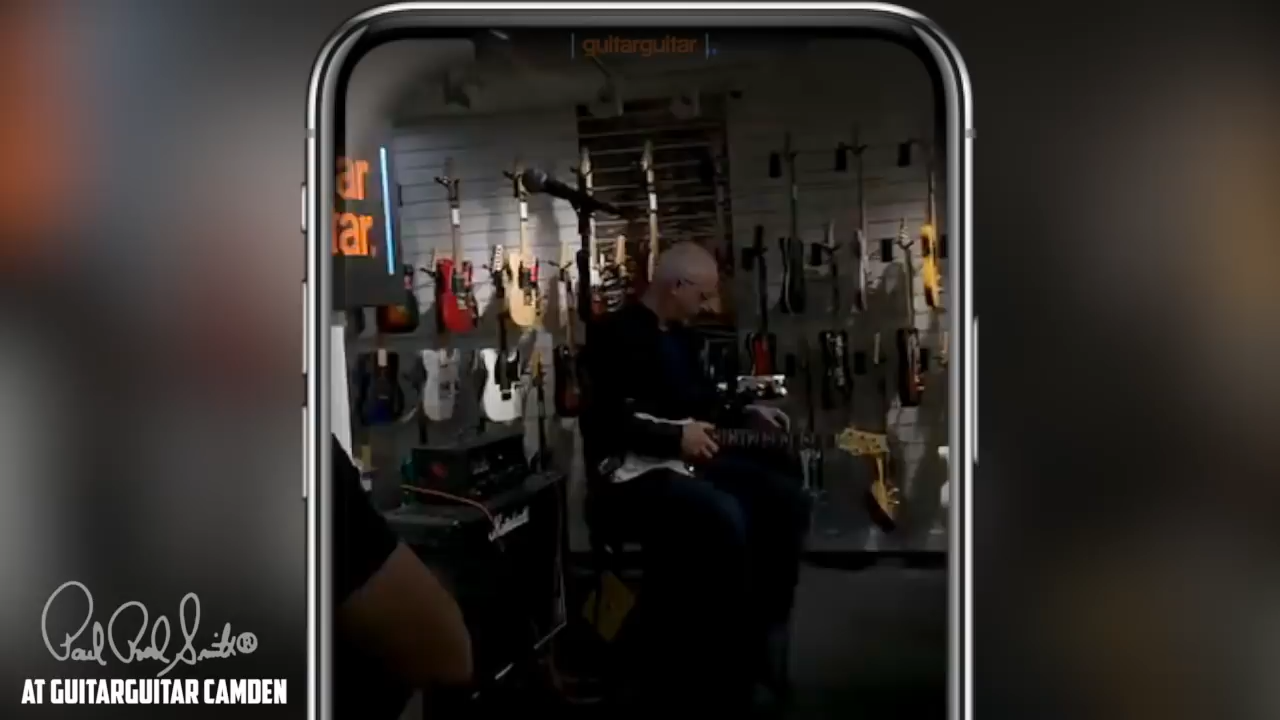 | guitarguitar |
ar
tar.
Marshall
Paul Reed Smith®
AT GUITARGUITAR CAMDEN